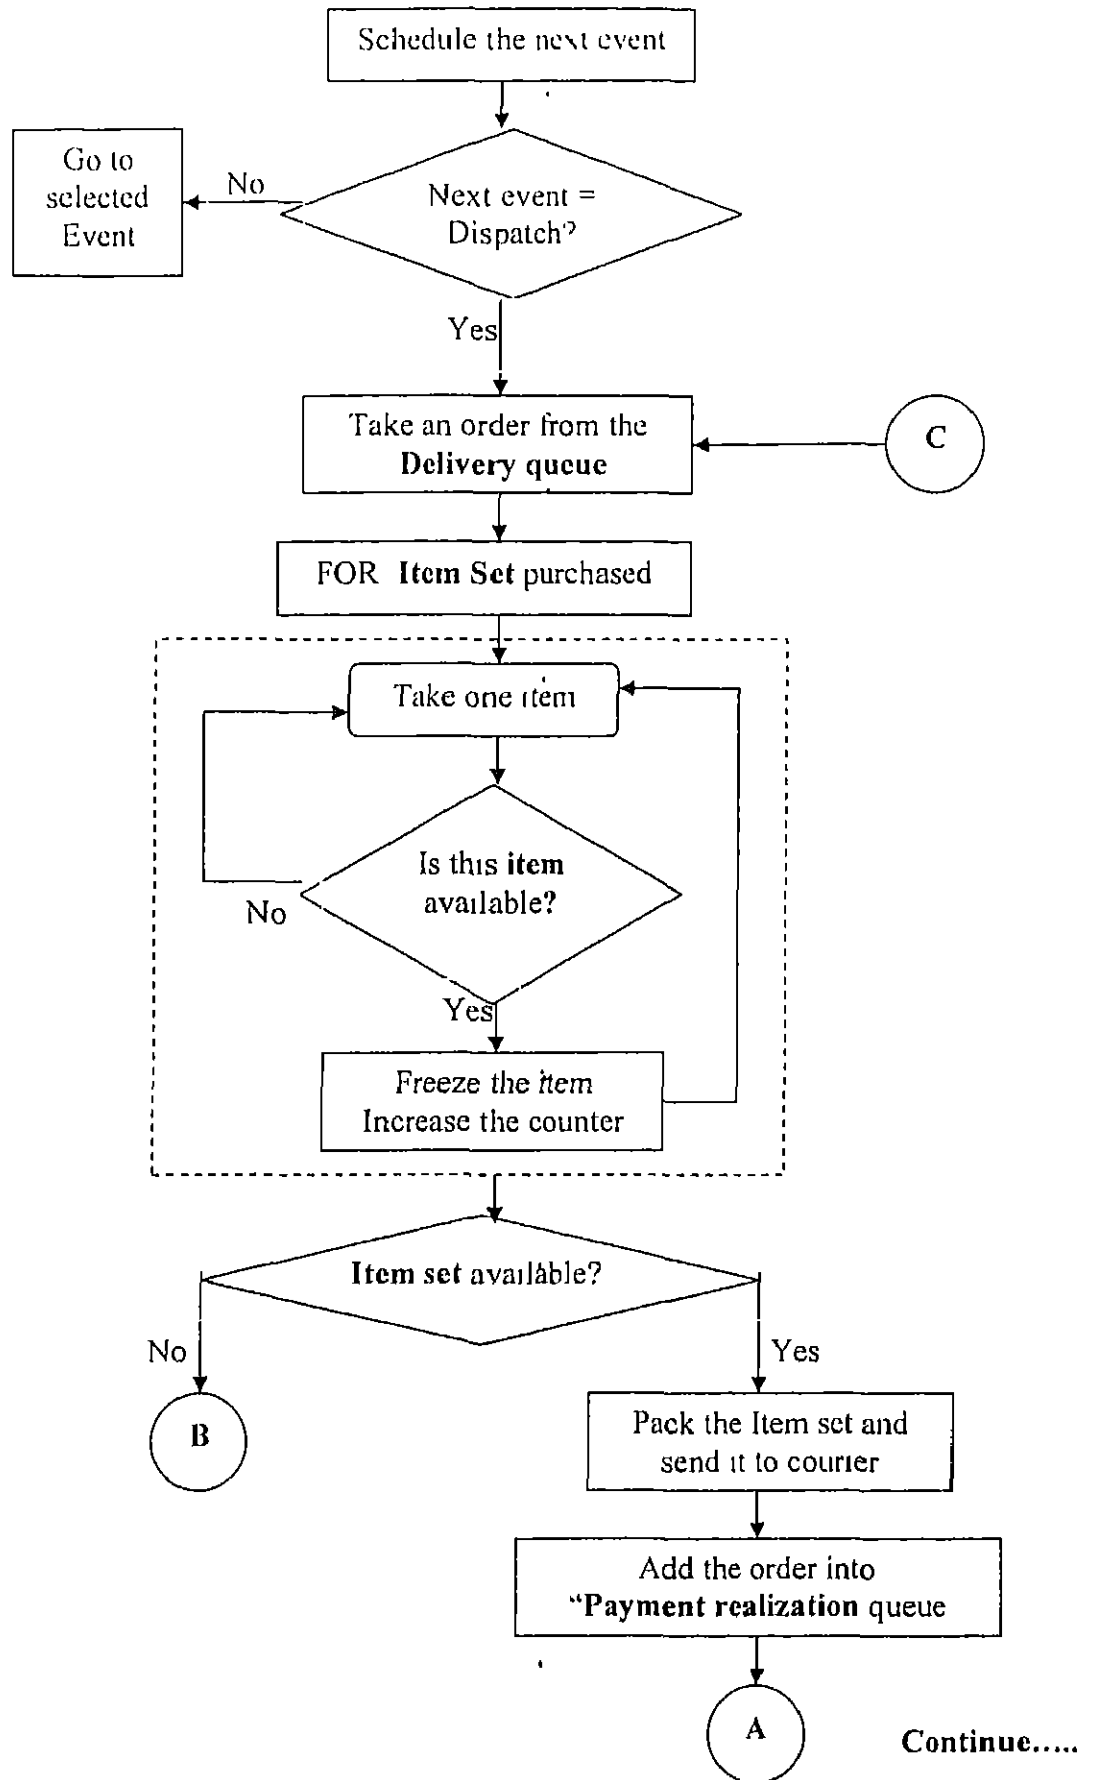 Schedule the next event
Go to
selected
Event
No
Next event =
Dispatch?
Yes
Take an order from the
Delivery queue
C
FOR Item Set purchased
Take one item
Is this item
available?
No
Yes
Freeze the item
Increase the counter
Item set available?
No
Yes
B
Pack the Item set and
send it to courier
Add the order into
“Payment realization queue
A
Continue.....